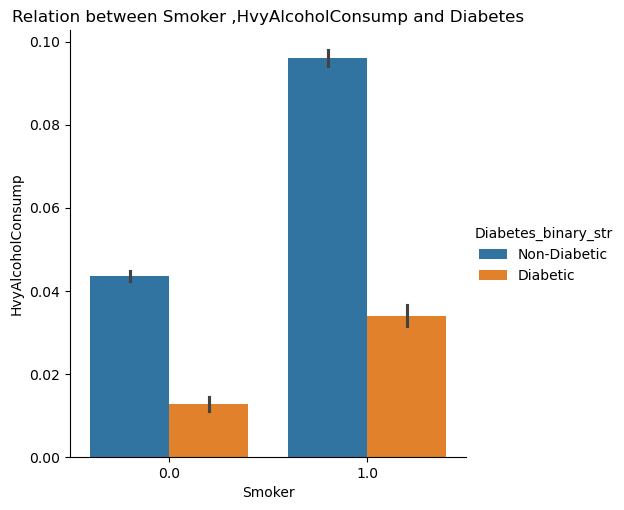 Relation between Smoker ,HvyAlcoholConsump and Diabetes
0.10
0.08
0.06
0.04
0.02
0.00
HvyAlcoholConsump
0.0
1.0
Smoker
Diabetes_binary_str
Non-Diabetic
Diabetic